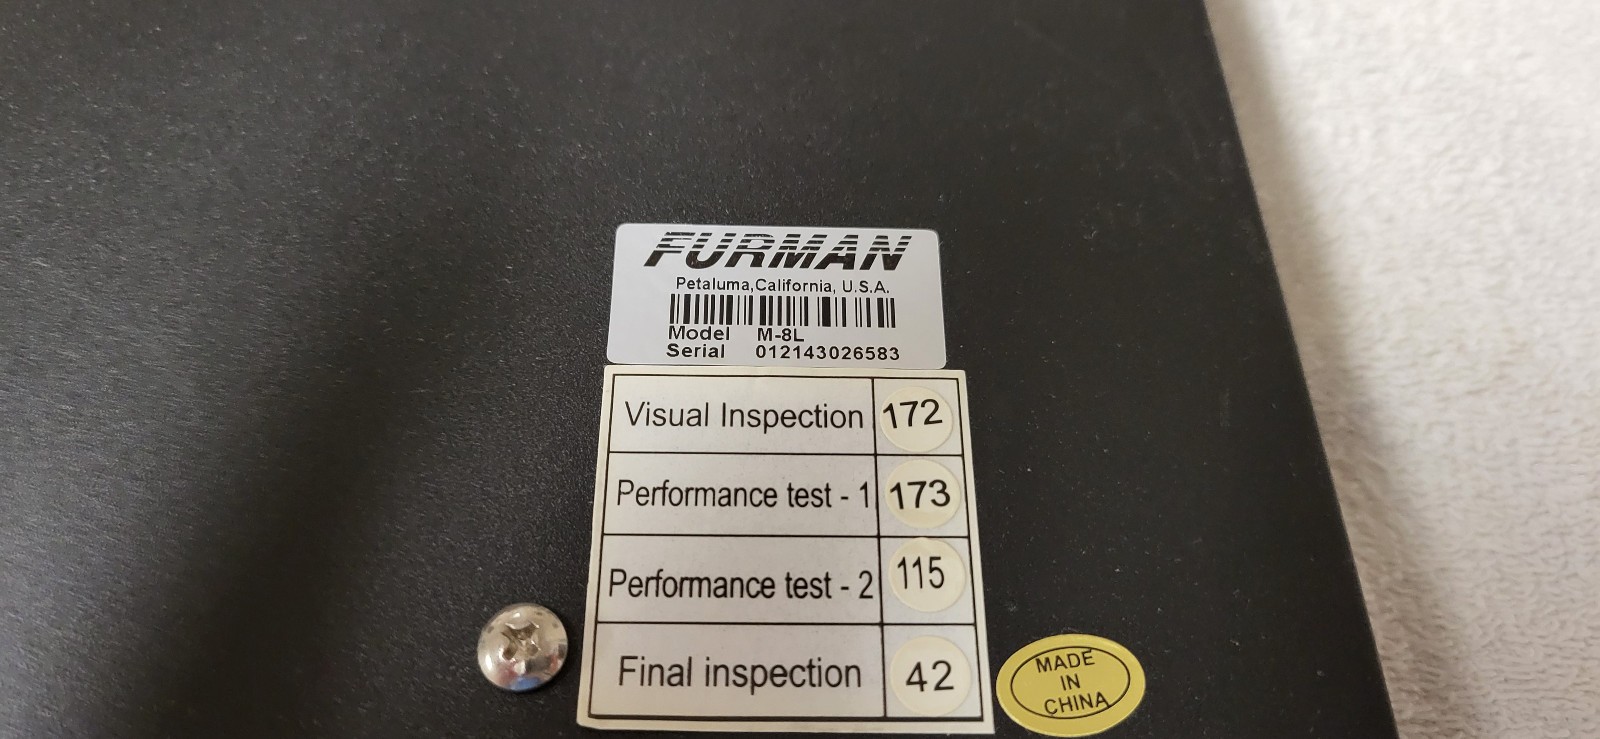 FURMAN
Petaluma,California, U.S.A.
Model M-8L
Serial 012143026583
Visual Inspection 172
Performance test - 1 173
Performance test - 2 115
Final inspection 42
MADE
IN
CHINA